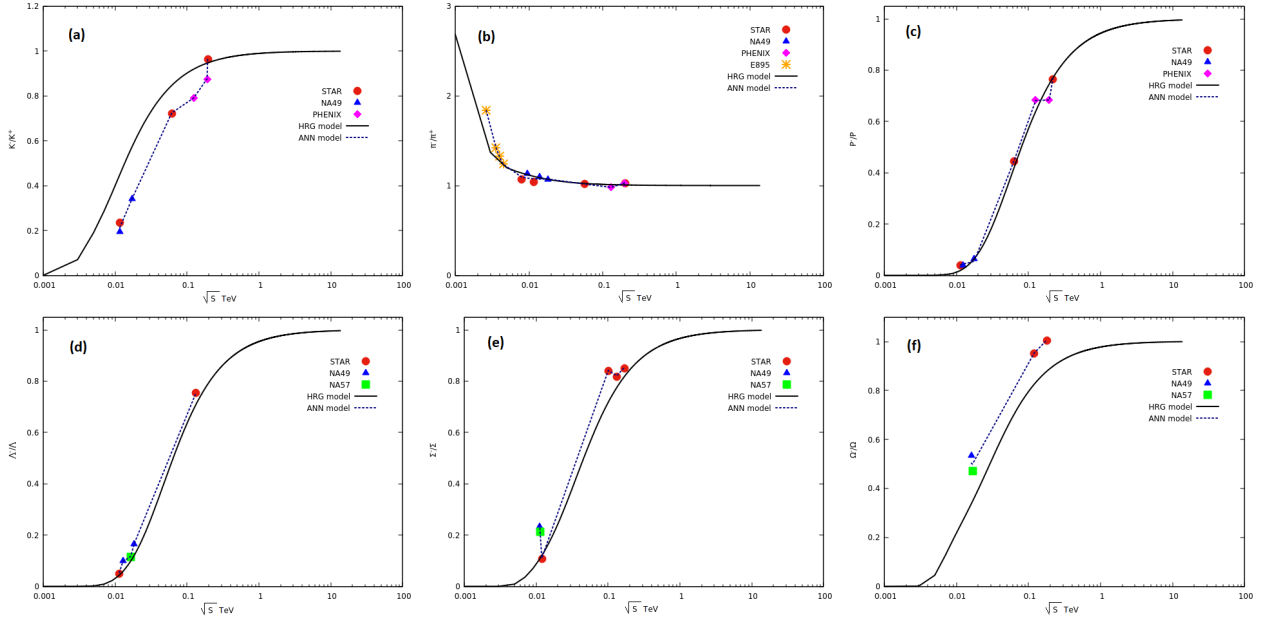 (a)
1.2
1
0.8
0.6
0.4
0.2
0
K⁻/K⁺
STAR
NA49
PHENIX
HRG model
ANN model
0.001 0.01 0.1 1 10 100
√S TeV
(b)
3
2
1
0
π⁻/π⁺
STAR
NA49
PHENIX
E895
HRG model
ANN model
0.001 0.01 0.1 1 10 100
√S TeV
(c)
1
0.8
0.6
0.4
0.2
0
STAR
NA49
PHENIX
HRG model
ANN model
0.001 0.01 0.1 1 10 100
√S TeV
(d)
1
0.8
0.6
0.4
0.2
0
STAR
NA49
NA57
HRG model
ANN model
0.001 0.01 0.1 1 10 100
√S TeV
(e)
1
0.8
0.6
0.4
0.2
0
STAR
NA49
NA57
HRG model
ANN model
0.001 0.01 0.1 1 10 100
√S TeV
(f)
1
0.8
0.6
0.4
0.2
0
STAR
NA49
NA57
HRG model
ANN model
0.001 0.01 0.1 1 10 100
√S TeV